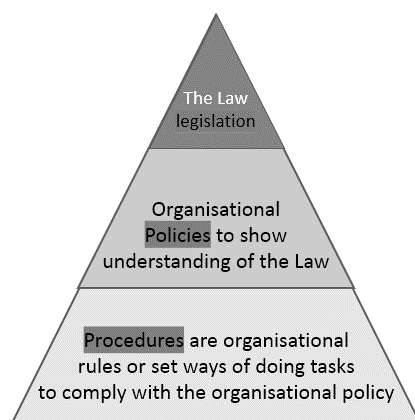 The Law
legislation
Organisational
Policies to show
understanding of the Law
Procedures are organisational
rules or set ways of doing tasks
to comply with the organisational policy